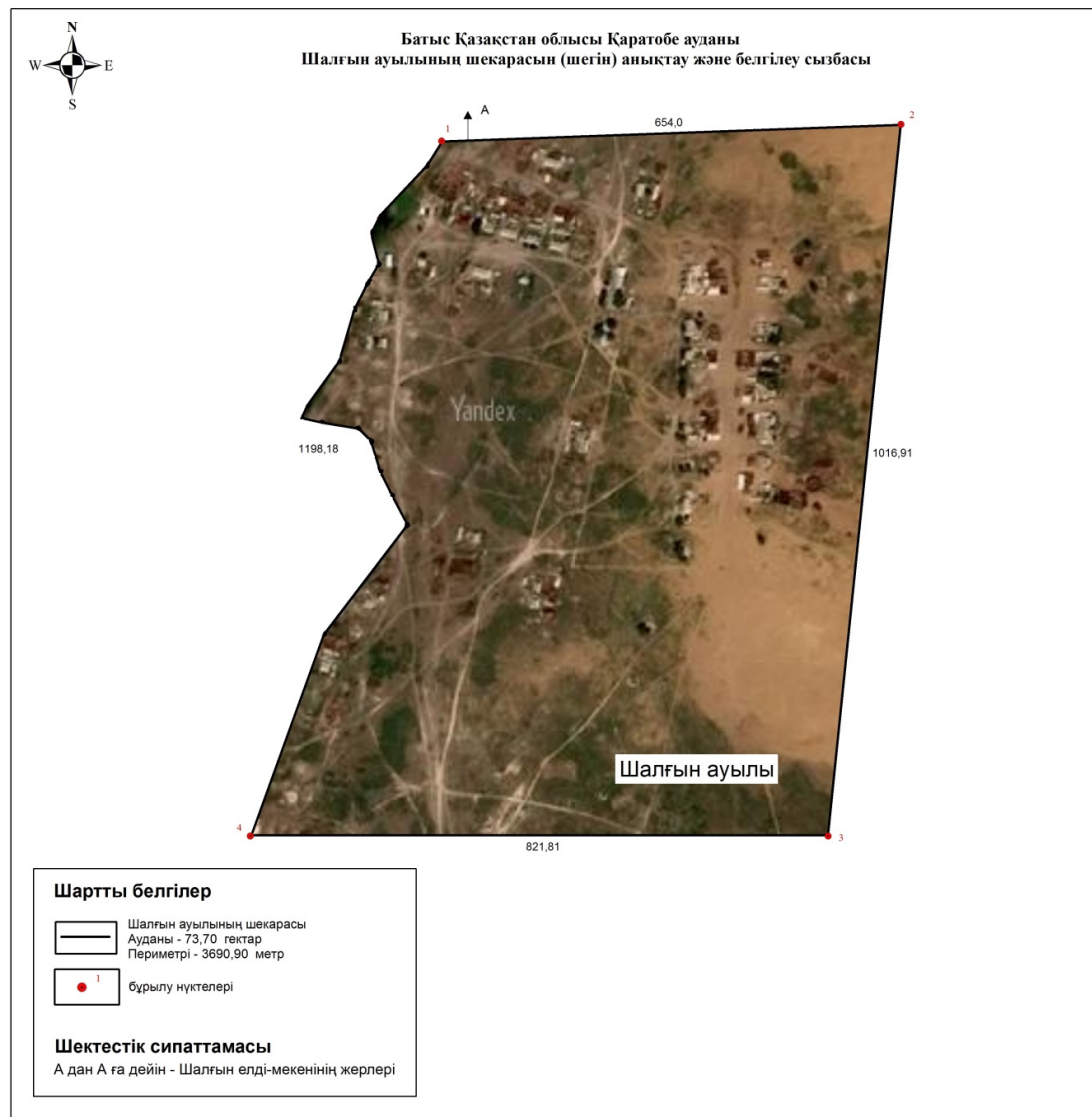 N
W E
S
Батыс Қазақстан облысы Қаратобе ауданы
Шалғын ауылының шекарасын (шегін) анықтау және белгілеу сызбасы
A
1
654,0
2
Yandex
1198,18
1016,91
Шалғын ауылы
4
3
821,81
Шартты белгілер
Шалғын ауылының шекарасы
Ауданы - 73,70 гектар
Периметрі - 3690,90 метр
1
бұрылу нүктелері
Шектестік сипаттамасы
А дан А ға дейін - Шалғын елді-мекенінің жерлері